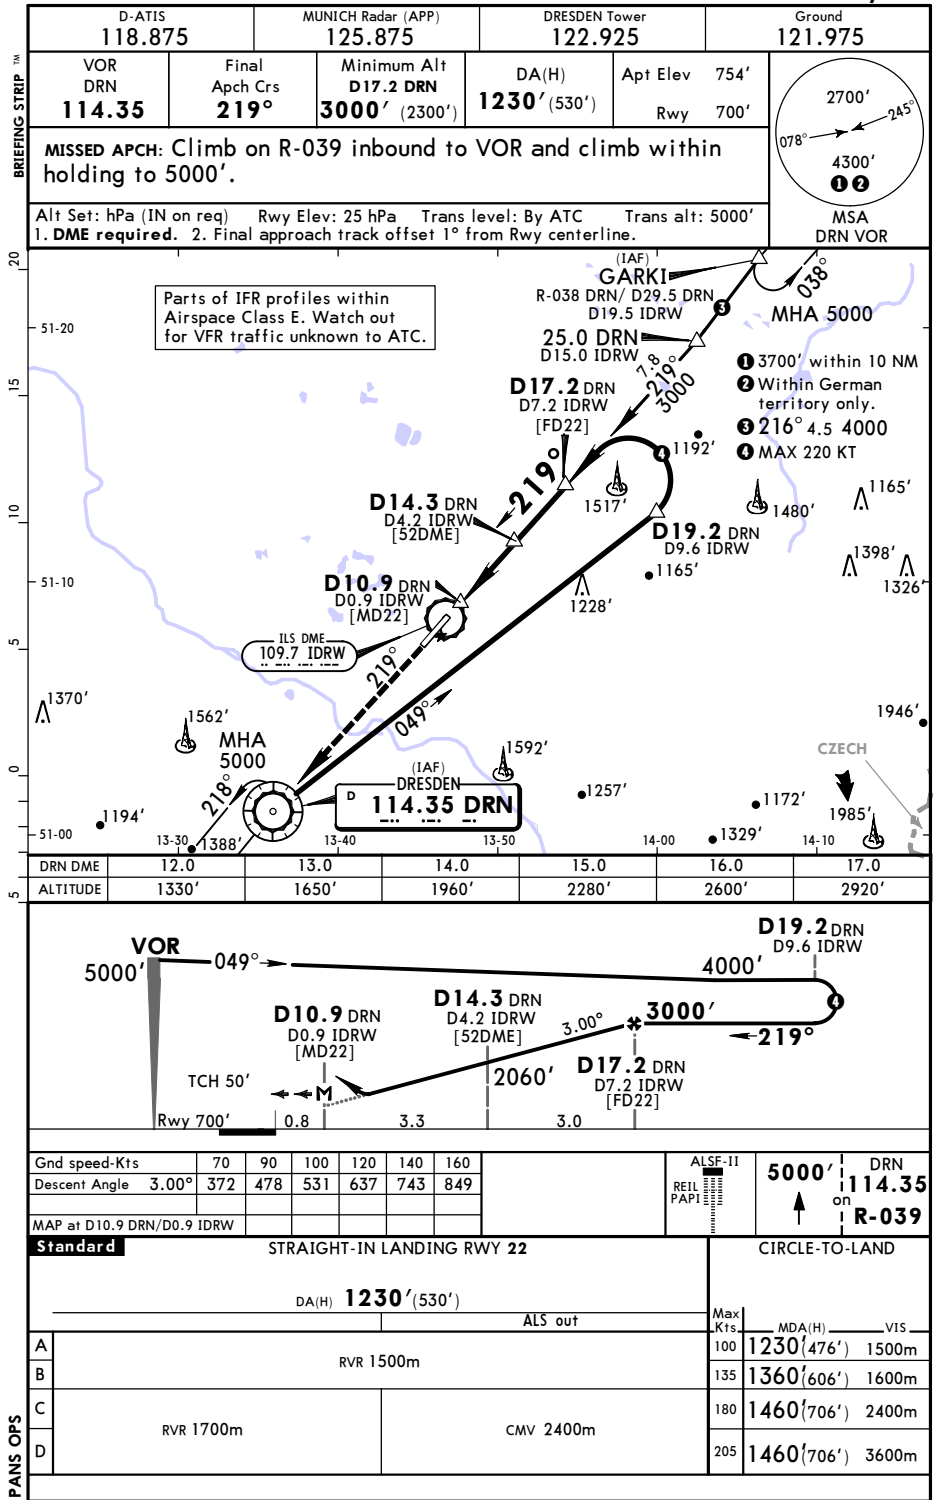 D-ATIS
118.875
MUNICH Radar (APP)
125.875
DRESDEN Tower
122.925
Ground
121.975
BRIEFING STRIP TM
VOR
DRN
114.35
Final
Apch Crs
219°
Minimum Alt
D17.2 DRN
3000' (2300')
DA(H)
1230' (530')
Apt Elev 754'
Rwy 700'
MISSED APCH: Climb on R-039 inbound to VOR and climb within
holding to 5000'.
Alt Set: hPa (IN on req) Rwy Elev: 25 hPa Trans level: By ATC Trans alt: 5000'
1. DME required. 2. Final approach track offset 1° from Rwy centerline.
2700'
245°
078°
4300'
1 2
MSA
DRN VOR
Parts of IFR profiles within
Airspace Class E. Watch out
for VFR traffic unknown to ATC.
(IAF)
GARKI
R-038 DRN/ D29.5 DRN
D19.5 IDRW
038°
MHA 5000
3
25.0 DRN
D15.0 IDRW
7.8
219°
3000
1 3700' within 10 NM
2 Within German
territory only.
3 216° 4.5 4000
4 MAX 220 KT
D17.2 DRN
D7.2 IDRW
[FD22]
219°
4
1192'
1517'
1480'
1165'
1398'
1326'
D14.3 DRN
D4.2 IDRW
[52DME]
D19.2 DRN
D9.6 IDRW
1165'
1228'
D10.9 DRN
D0.9 IDRW
[MD22]
ILS DME
109.7 IDRW
219°
049°
1370'
1562'
MHA
5000
218°
1592'
1946'
CZECH
(IAF)
DRESDEN
D 114.35 DRN
1257'
1172'
1985'
1194'
1388'
1329'
20
15
10
5
0
5
51-20
51-10
51-00
13-30
13-40
13-50
14-00
14-10
DRN DME 12.0 13.0 14.0 15.0 16.0 17.0
ALTITUDE 1330' 1650' 1960' 2280' 2600' 2920'
VOR
5000'
049°
4000'
D19.2 DRN
D9.6 IDRW
4
D14.3 DRN
D4.2 IDRW
[52DME]
D10.9 DRN
D0.9 IDRW
[MD22]
3.00°
3000'
219°
2060'
D17.2 DRN
D7.2 IDRW
[FD22]
TCH 50'
M
Rwy 700'
0.8
3.3
3.0
Gnd speed-Kts 70 90 100 120 140 160
Descent Angle 3.00° 372 478 531 637 743 849
MAP at D10.9 DRN/D0.9 IDRW
ALSF-II
REIL
PAPI
5000'
on
DRN
114.35
R-039
Standard
STRAIGHT-IN LANDING RWY 22
CIRCLE-TO-LAND
DA(H) 1230' (530')
ALS out
Max
Kts
MDA(H) VIS
A
B
RVR 1500m
C
D
RVR 1700m
CMV 2400m
100 1230' (476') 1500m
135 1360' (606') 1600m
180 1460' (706') 2400m
205 1460' (706') 3600m
PANS OPS